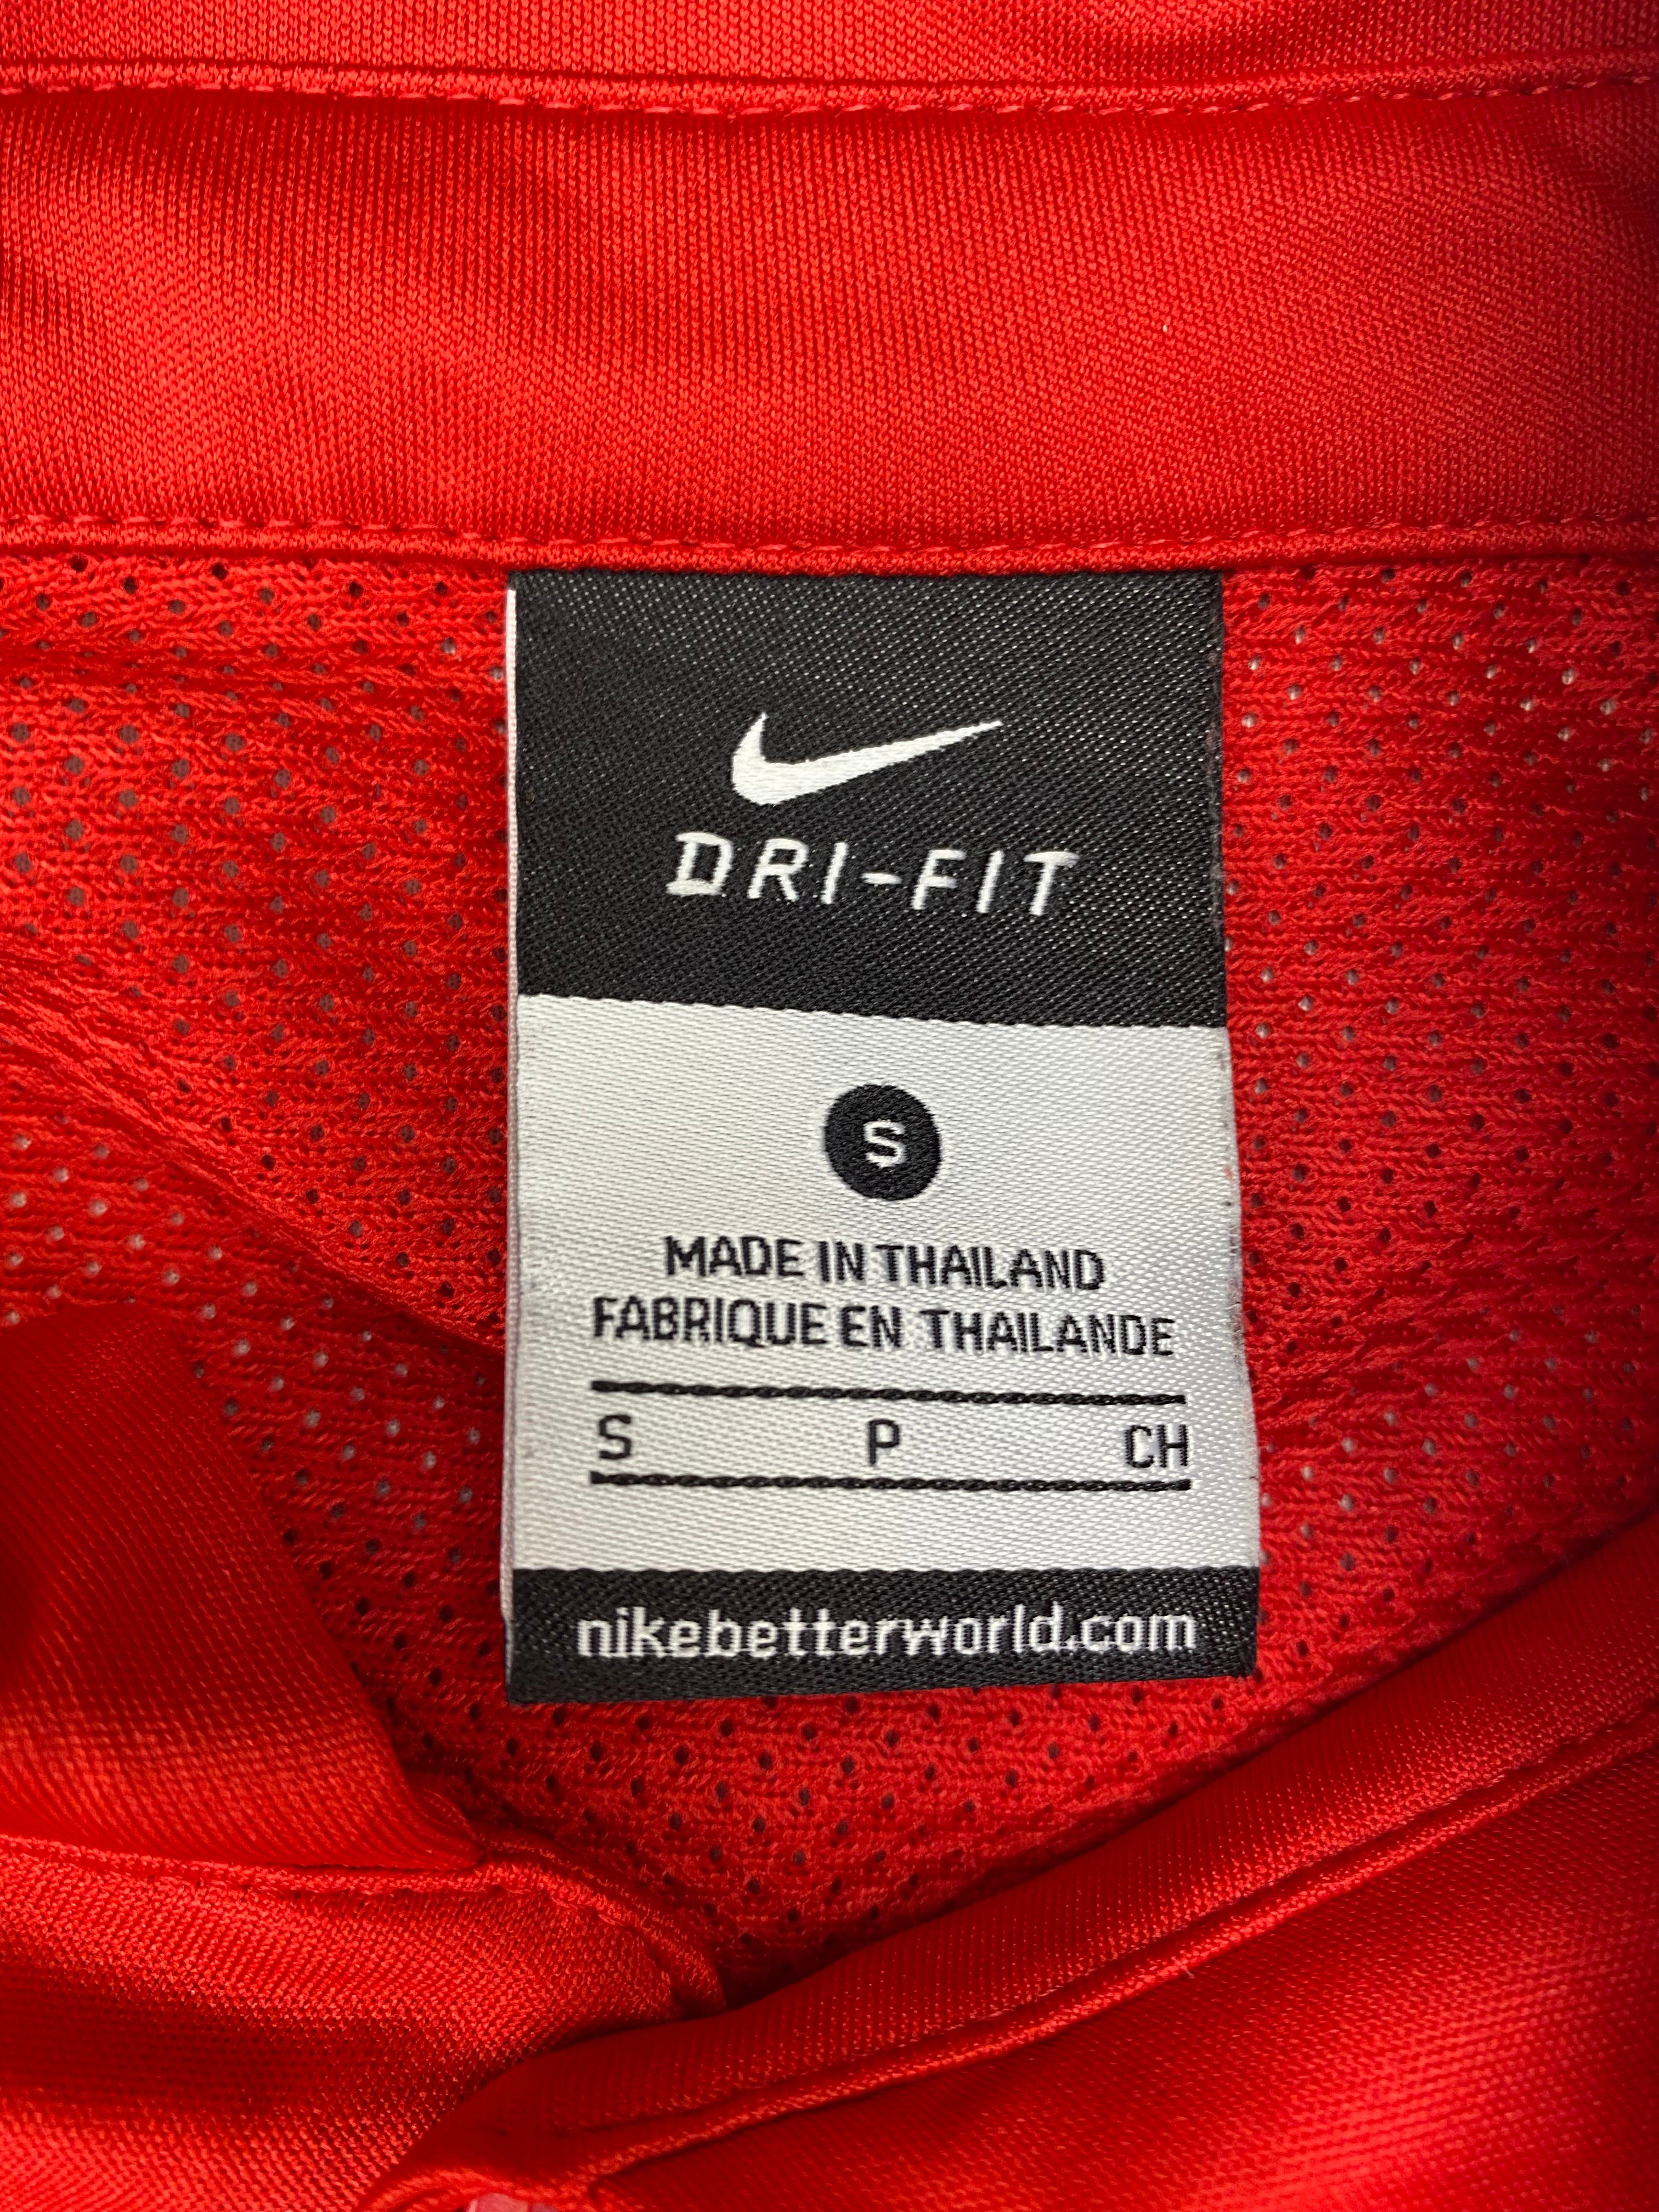 DRI-FIT
S
MADE IN THAILAND
FABRIQUE EN THAILANDE
S P CH
nikebetterworld.com